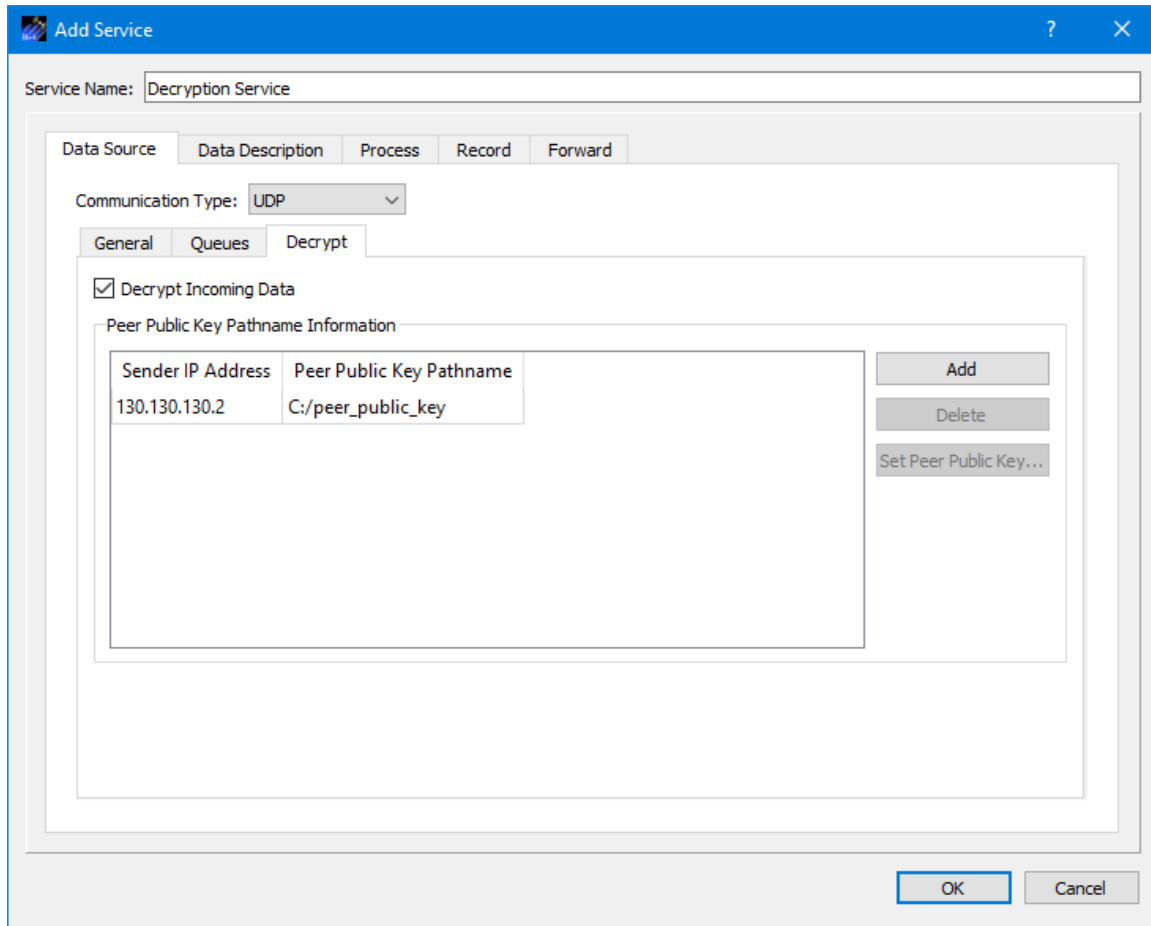 Add Service
Service Name: Decryption Service
Data Source Data Description Process Record Forward
Communication Type: UDP
General Queues Decrypt
Decrypt Incoming Data
Peer Public Key Pathname Information
Sender IP Address Peer Public Key Pathname
130.130.130.2 C:/peer_public_key
Add
Delete
Set Peer Public Key...
OK Cancel